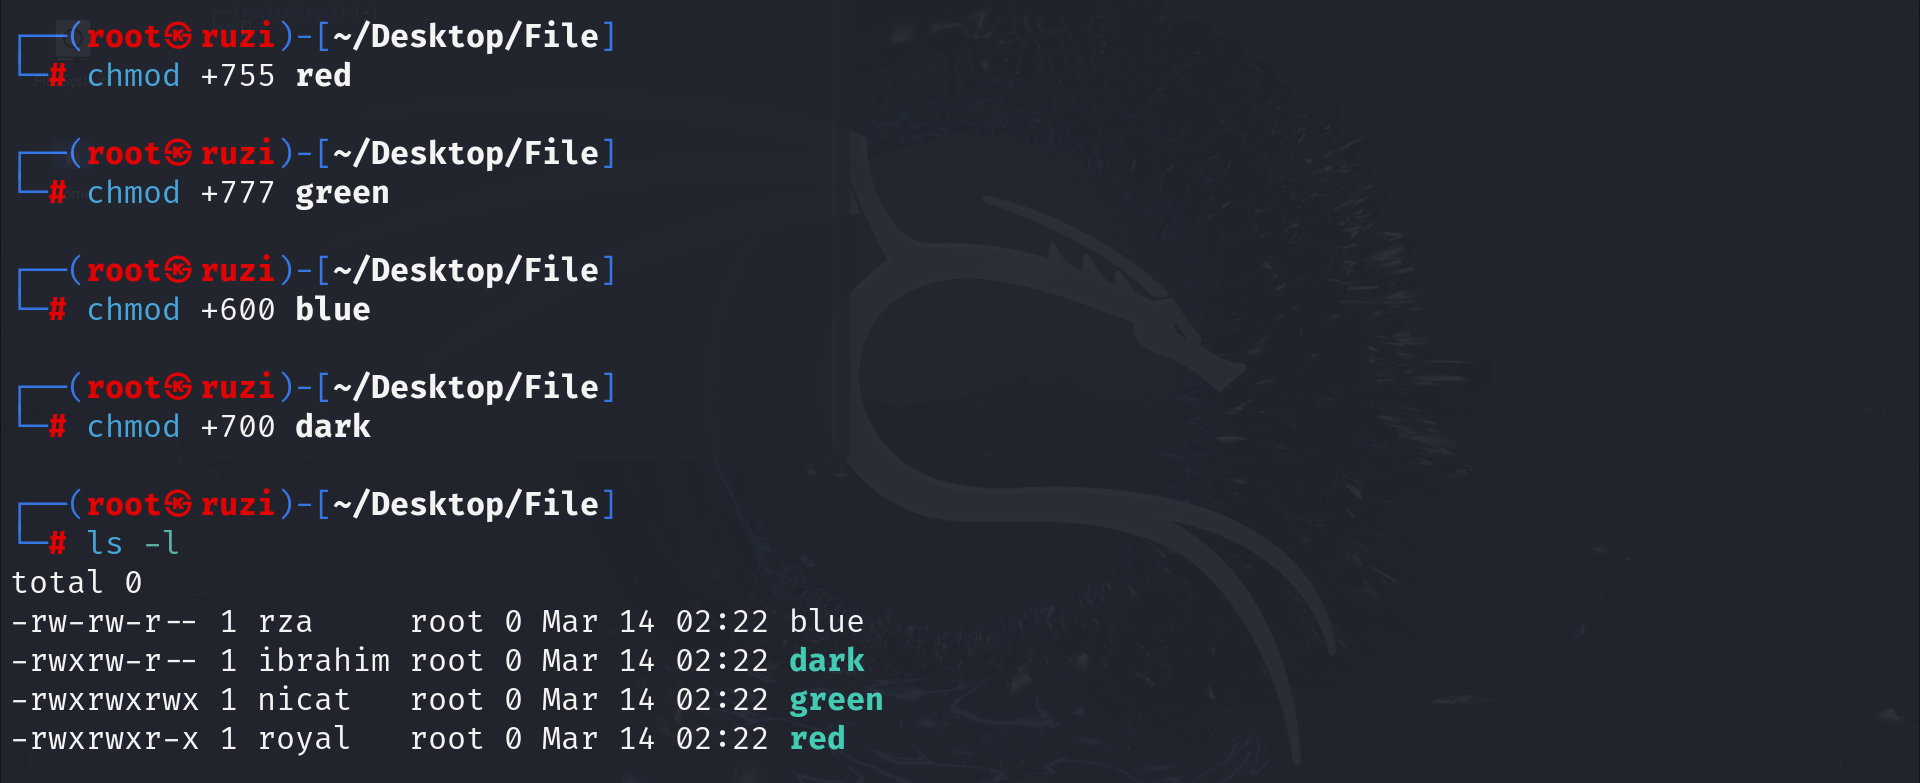 ┌──(root㉿ruzi)-[~/Desktop/File]
└─# chmod +755 red
┌──(root㉿ruzi)-[~/Desktop/File]
└─# chmod +777 green
┌──(root㉿ruzi)-[~/Desktop/File]
└─# chmod +600 blue
┌──(root㉿ruzi)-[~/Desktop/File]
└─# chmod +700 dark
┌──(root㉿ruzi)-[~/Desktop/File]
└─# ls -l
total 0
-rw-rw-r-- 1 rza     root 0 Mar 14 02:22 blue
-rwxrw-r-- 1 ibrahim root 0 Mar 14 02:22 dark
-rwxrwxrwx 1 nicat   root 0 Mar 14 02:22 green
-rwxrwxr-x 1 royal   root 0 Mar 14 02:22 red